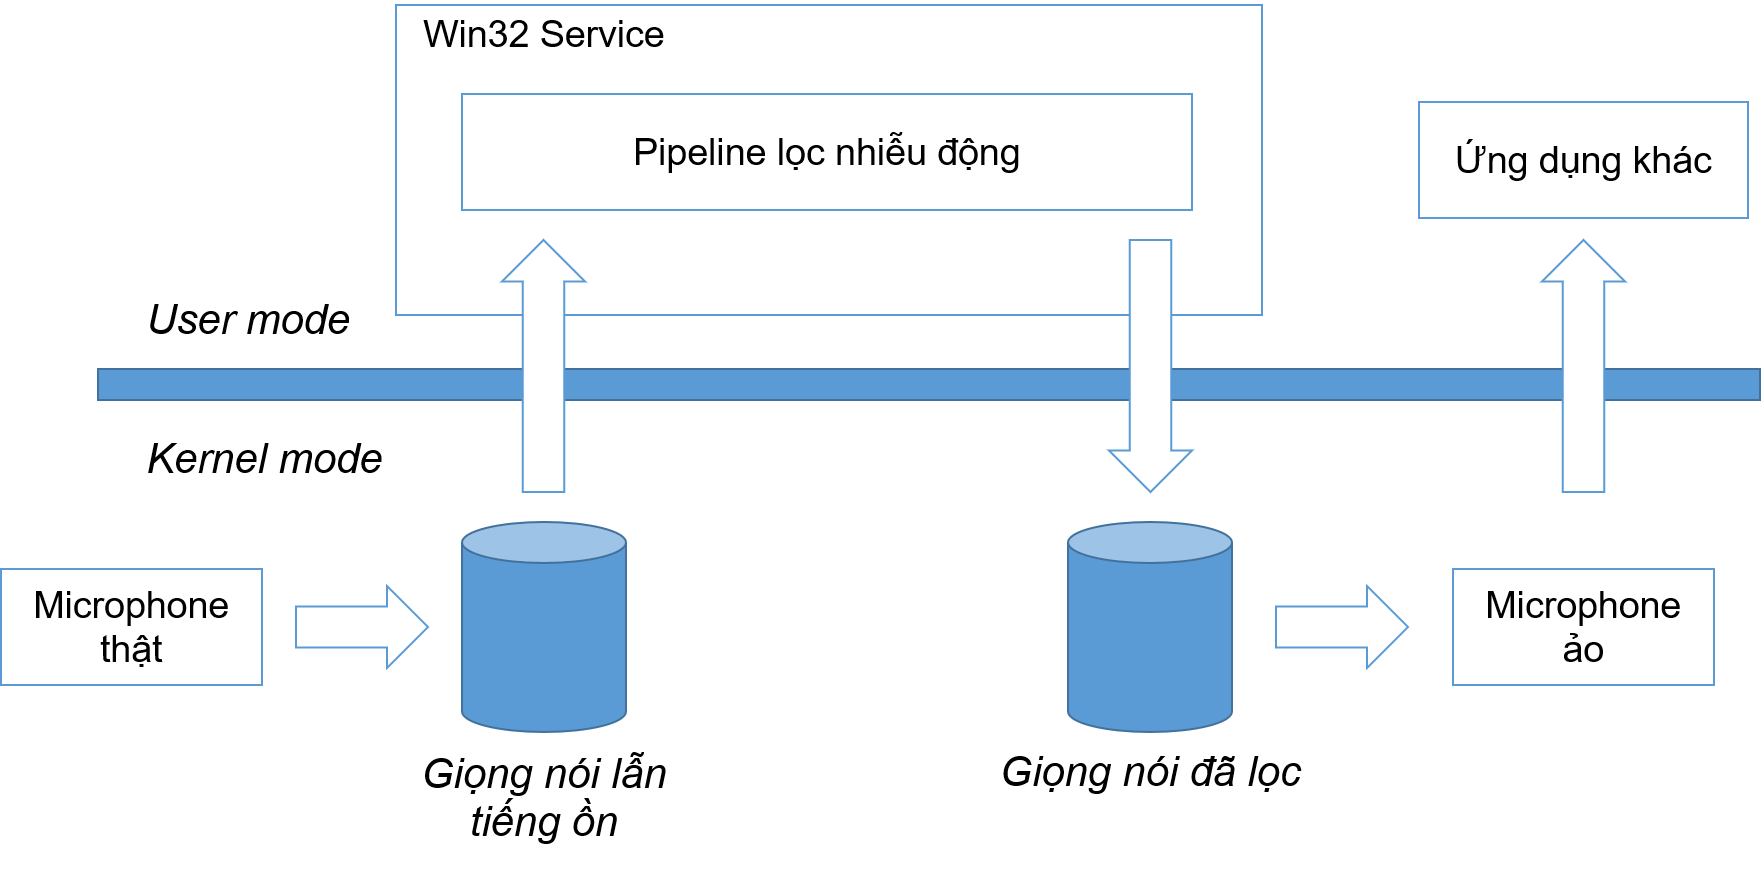 Win32 Service
Pipeline lọc nhiễu động
Ứng dụng khác
User mode
Kernel mode
Microphone
thật
Microphone
ảo
Giọng nói lẫn
tiếng ồn
Giọng nói đã lọc